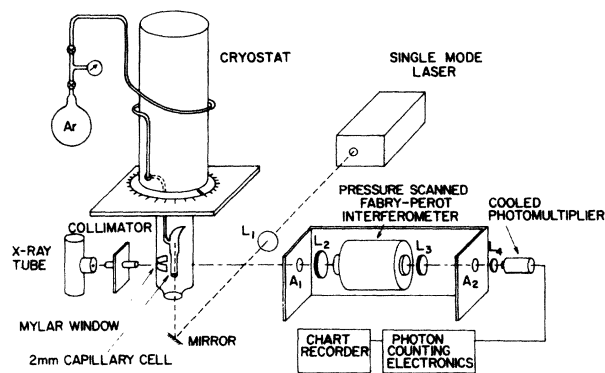 CRYOSTAT
SINGLE MODE
LASER
Ar
PRESSURE SCANNED
FABRY-PEROT
INTERFEROMETER
COOLED
PHOTOMULTIPLIER
COLLIMATOR
L1
L2
L3
L4
X-RAY
TUBE
A1
A2
MYLAR WINDOW
MIRROR
2mm CAPILLARY CELL
CHART
RECORDER
PHOTON
COUNTING
ELECTRONICS